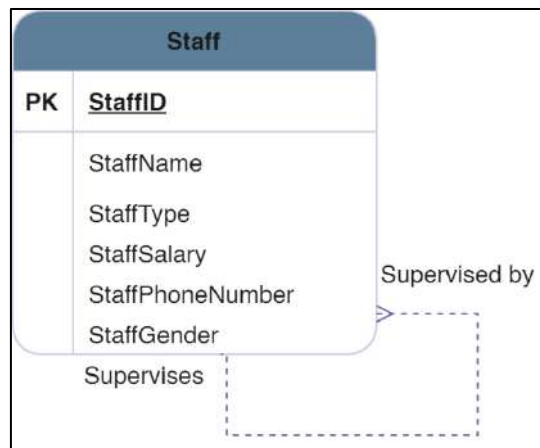 Staff
PK StaffID
StaffName
StaffType
StaffSalary
StaffPhoneNumber
StaffGender
Supervised by
Supervises